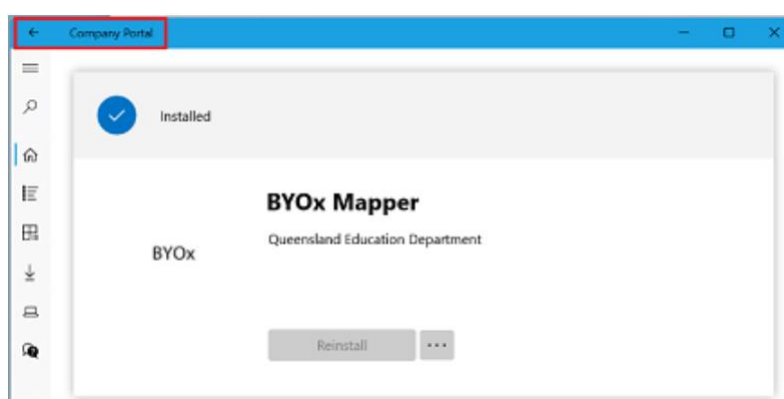 Company Portal
Installed
BYOx Mapper
Queensland Education Department
BYOx
Reinstall